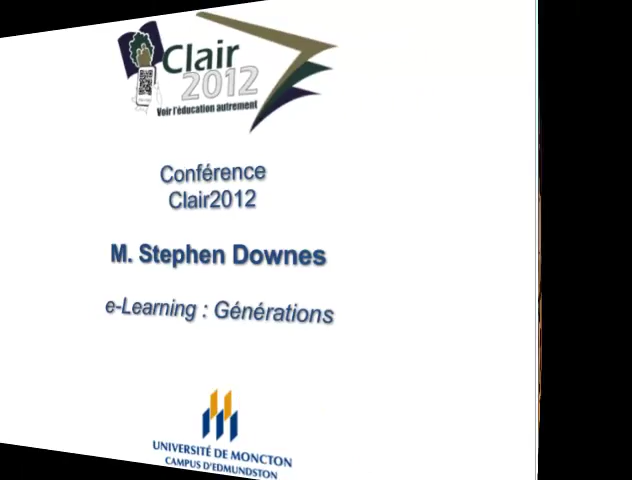 Clair
2012
Voir l'éducation autrement
Conférence
Clair2012
M. Stephen Downes
e-Learning : Générations
UNIVERSITÉ DE MONCTON
CAMPUS D'EDMUNDSTON